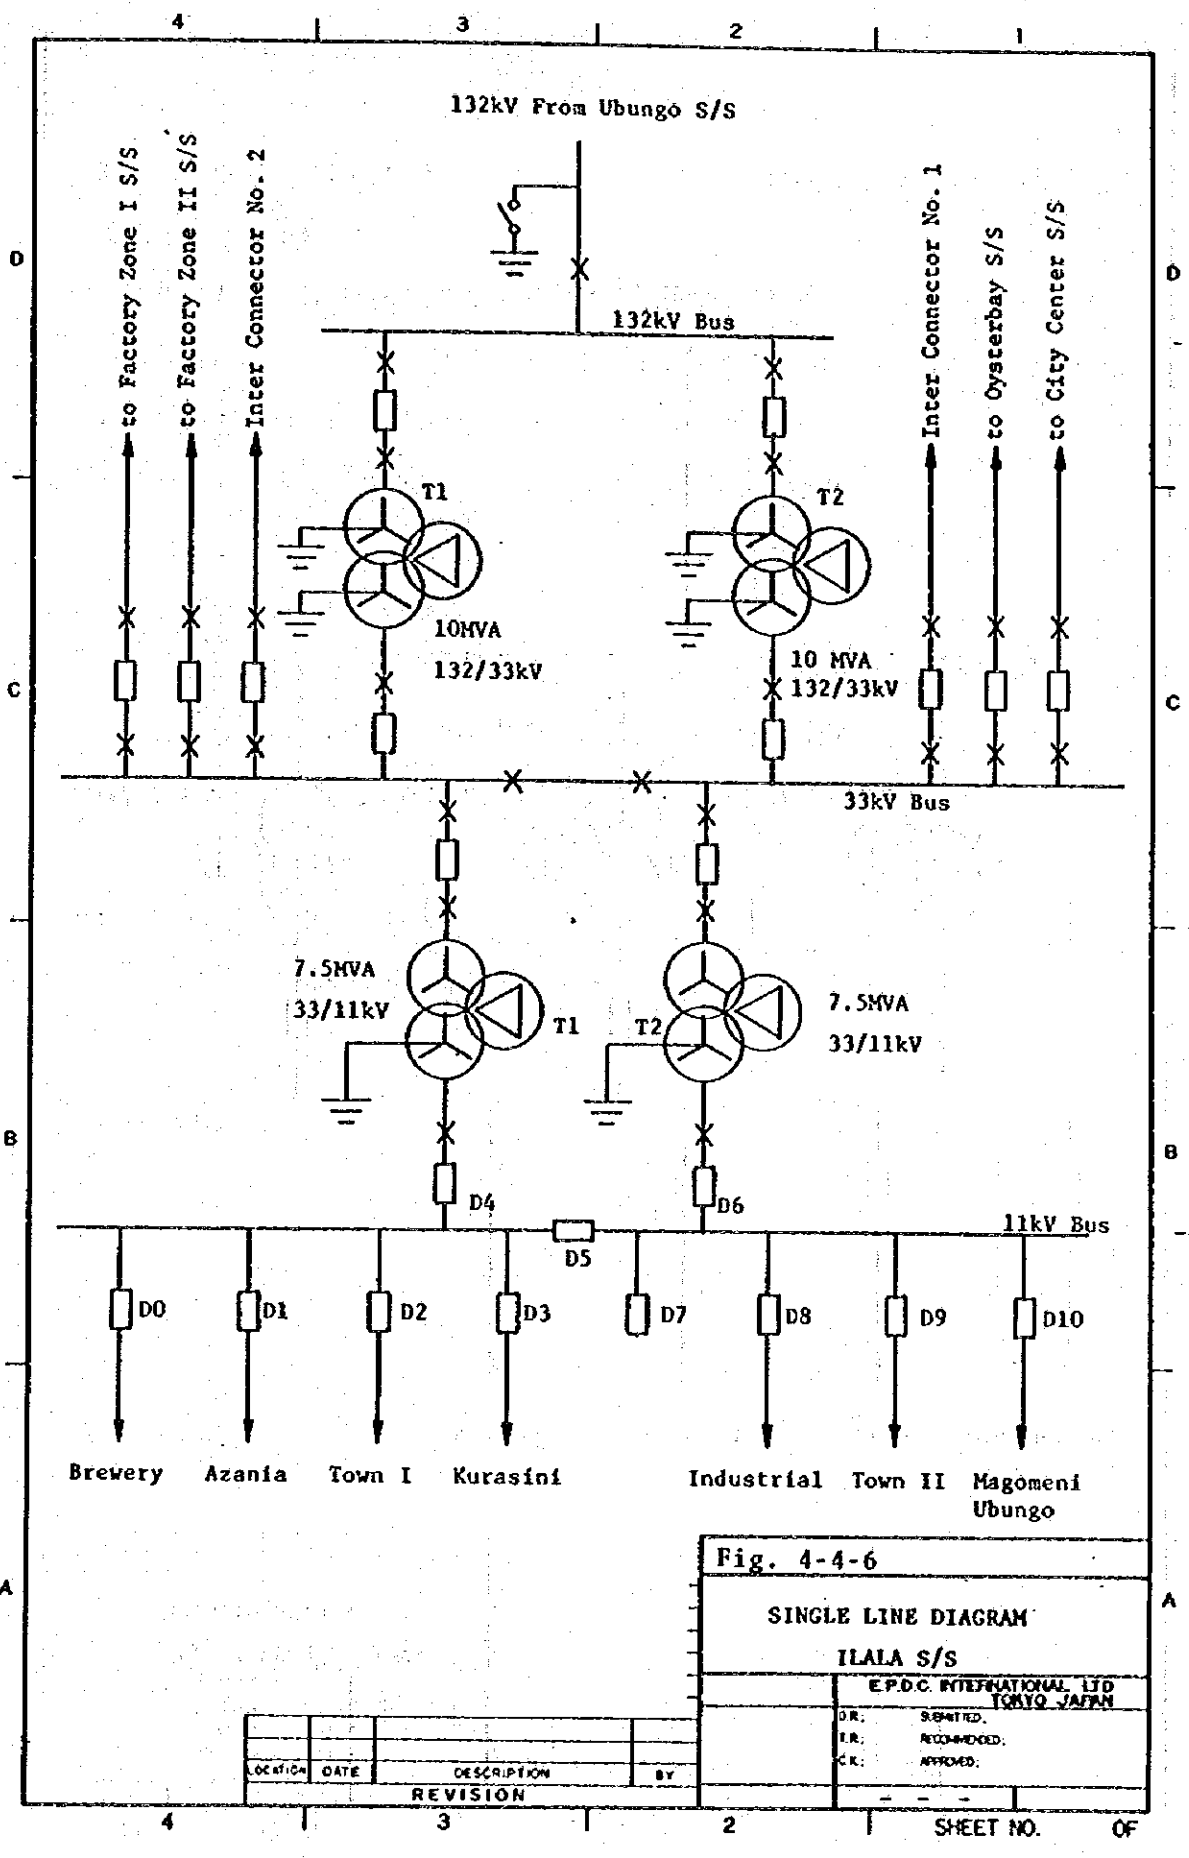 4 3 2 1
132kV From Ubungo S/S
to Factory Zone I S/S
to Factory Zone II S/S
Inter Connector No. 2
Inter Connector No. 1
to Oysterbay S/S
to City Center S/S
D
D
132kV Bus
T1
T2
10MVA
132/33kV
10 MVA
132/33kV
C
C
33kV Bus
7.5MVA
33/11kV
T1
T2
7.5MVA
33/11kV
B
B
D4
D6
11kV Bus
D5
D0
D1
D2
D3
D7
D8
D9
D10
Brewery
Azania
Town I
Kurasini
Industrial
Town II
Magomeni
Ubungo
A
A
Fig. 4-4-6
SINGLE LINE DIAGRAM
ILALA S/S
E.P.D.C. INTERNATIONAL LTD
TOKYO JAPAN
D.R; SUBMITTED;
T.R; RECOMMENDED;
C.K; APPROVED;
LOCATION DATE DESCRIPTION BY
REVISION
4 3 2 SHEET NO. OF